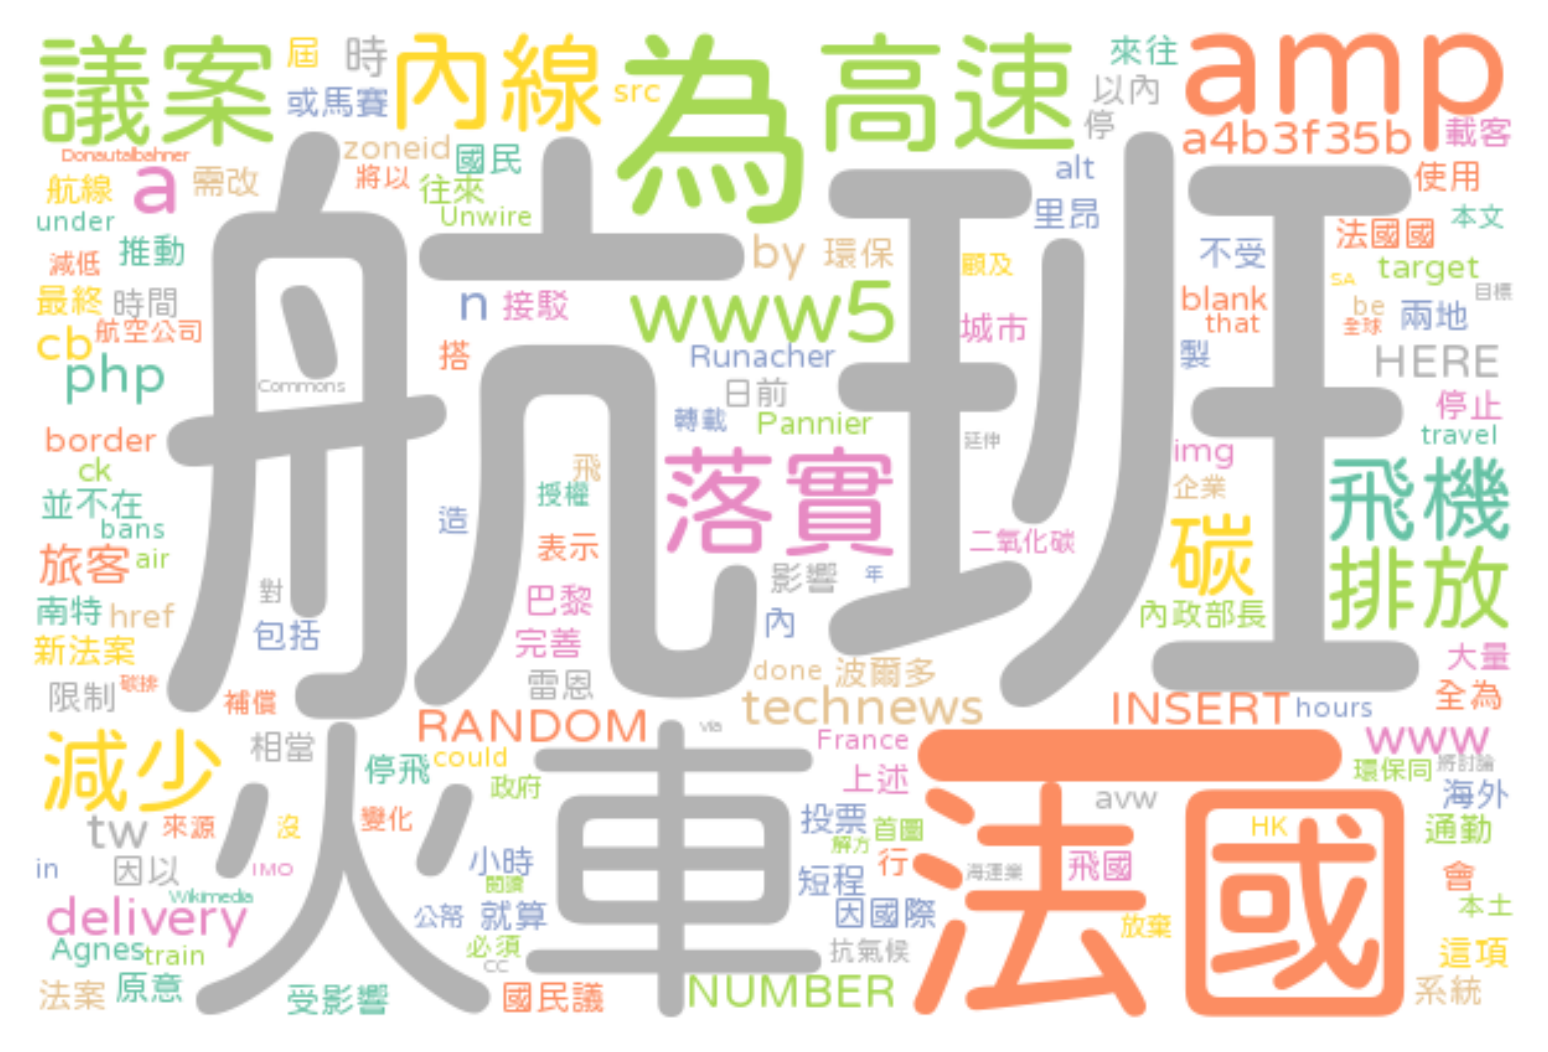 議案
屆
時
內線
為
高速
來往
amp
或馬賽
src
以內
停
a4b3f35b
載客
Donautalbahner
a
需改
zoneid
國民
將以
往來
alt
使用
航線
under
Unwire
里昂
本文
推動
by
環保
顧及
不受
法國國
減低
target
SA
目標
最終
時間
n
接駁
www5
城市
blank
that
be
全球
兩地
cb
航空公司
php
搭
Runacher
製
HERE
Commons
日前
航班
轉載
Pannier
停止
border
延伸
img
travel
ck
飛
落實
企業
飛機
並不在
授權
造
bans
表示
二氧化碳
碳
旅客
air
影響
年
排放
對
南特
href
巴黎
內
內政部長
包括
完善
新法案
done
波爾多
大量
限制
碳排
補償
雷恩
technews
INSERT
hours
全為
RANDOM
via
France
www
減少
相當
停飛
could
政府
上述
環保同
將討論
avw
海外
tw
來源
沒
變化
火車
投票
首圈
解方
法國
HK
通勤
in
因以
IMO
小時
閱讀
短程
行
海運業
飛國
會
Wikimedia
delivery
公帑
就算
因國際
放棄
本土
Agnes
train
必須
CC
抗氣候
這項
法案
原意
受影響
國民議
NUMBER
系統